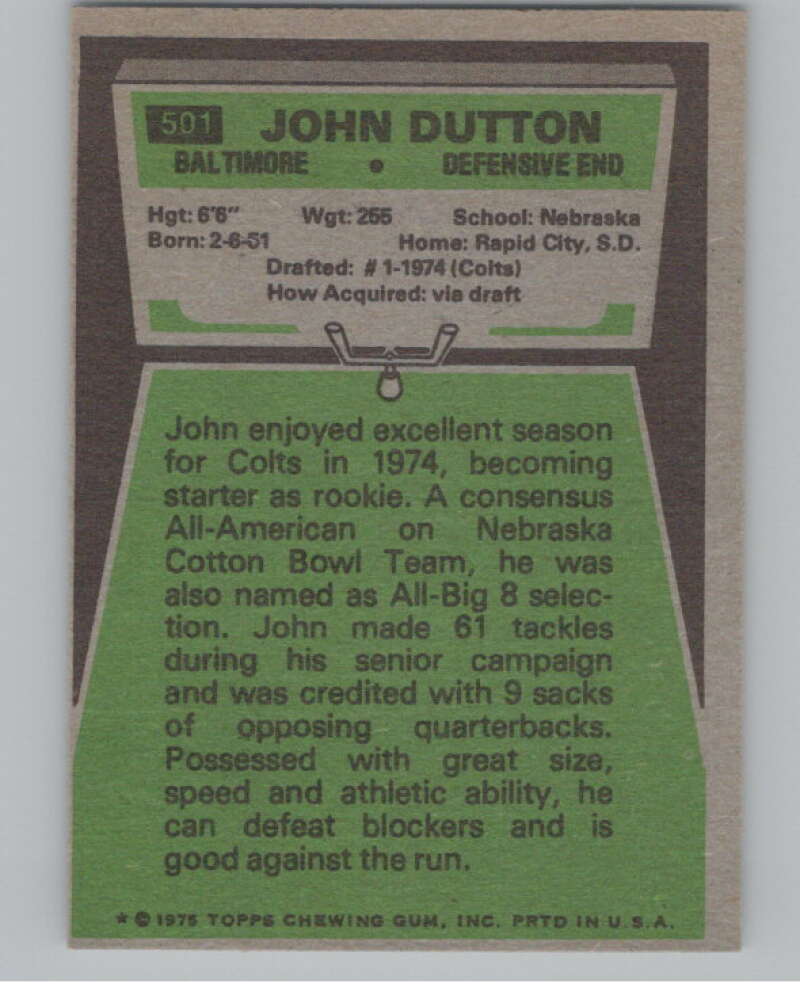 501 JOHN DUTTON
BALTIMORE • DEFENSIVE END
Hgt: 6'6" Wgt: 255 School: Nebraska
Born: 2-6-51 Home: Rapid City, S.D.
Drafted: #1-1974 (Colts)
How Acquired: via draft
John enjoyed excellent season
for Colts in 1974, becoming
starter as rookie. A consensus
All-American on Nebraska
Cotton Bowl Team, he was
also named as All-Big 8 selec-
tion. John made 61 tackles
during his senior campaign
and was credited with 9 sacks
of opposing quarterbacks.
Possessed with great size,
speed and athletic ability, he
can defeat blockers and is
good against the run.
★ © 1975 TOPPS CHEWING GUM, INC. PRTD IN U.S.A.